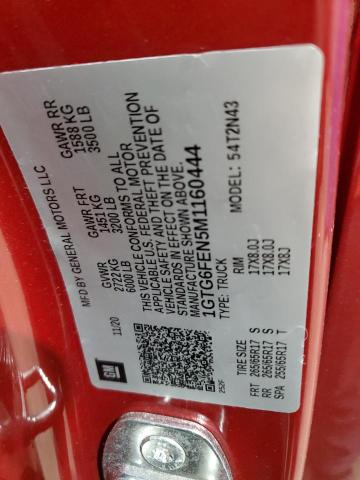 MFD BY GENERAL MOTORS LLC
11/20
GVWR
2722 KG
6000 LB
GAWR FRT
1451 KG
3200 LB
GAWR RR
1588 KG
3500 LB
THIS VEHICLE CONFORMS TO ALL
APPLICABLE U.S. FEDERAL MOTOR VEHICLE
SAFETY AND THEFT PREVENTION
STANDARDS IN EFFECT ON THE DATE OF
MANUFACTURE SHOWN ABOVE.
1GTG6FEN5M1160444
TYPE: TRUCK
MODEL: 54T2N43
GM
252F
TIRE SIZE RIM
FRT 265/65R17 S 17X8.0J
RR 265/65R17 S 17X8.0J
SPA 255/65R17 T 17X8J